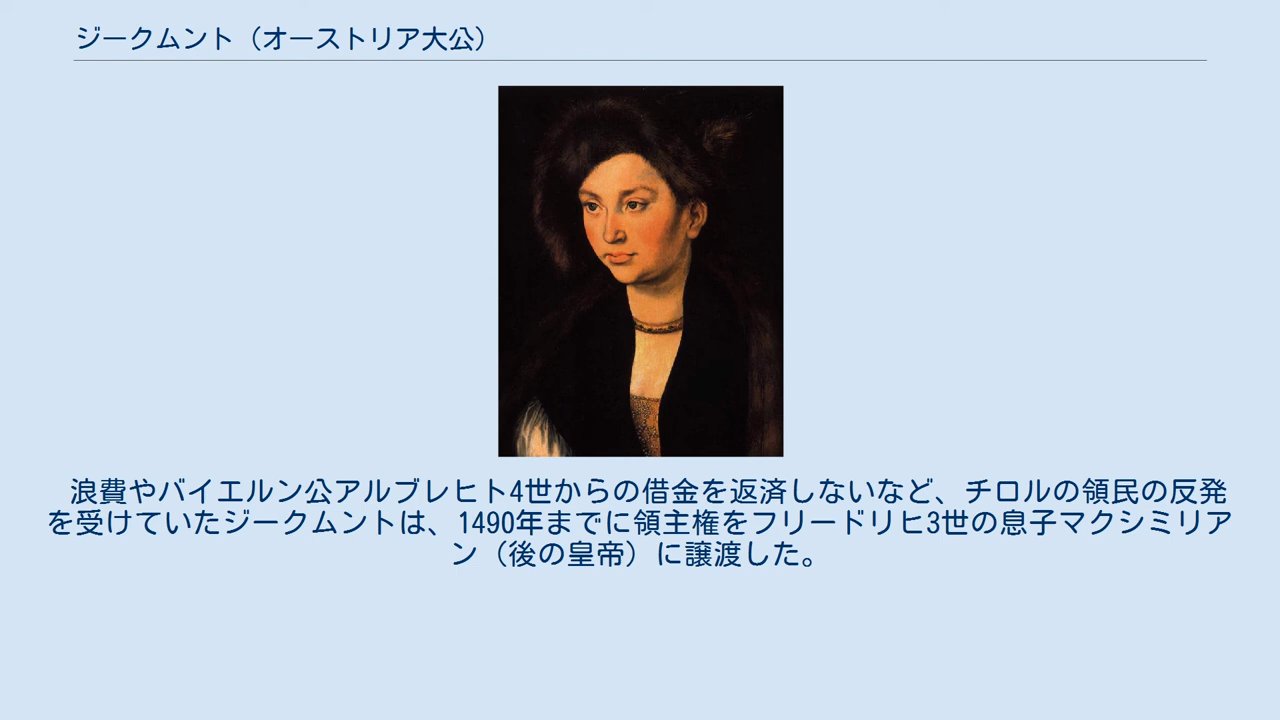 ジークムント（オーストリア大公）
浪費やバイエルン公アルブレヒト4世からの借金を返済しないなど、チロルの領民の反発
を受けていたジークムントは、1490年までに領主権をフリードリヒ3世の息子マクシミリア
ン（後の皇帝）に譲渡した。